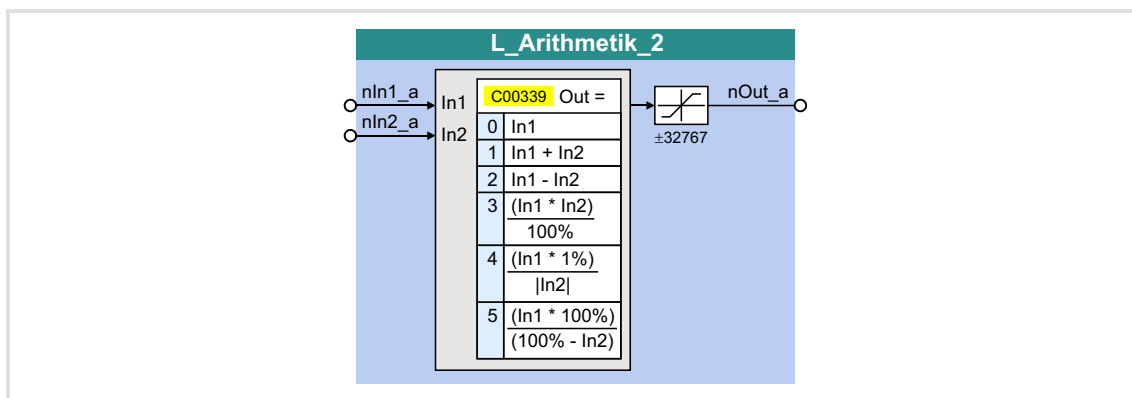 L_Arithmetik_2
nIn1_a
nIn2_a
In1
In2
C00339 Out =
0 In1
1 In1 + In2
2 In1 - In2
3 (In1 * In2)
100%
4 (In1 * 1%)
|In2|
5 (In1 * 100%)
(100% - In2)
±32767
nOut_a